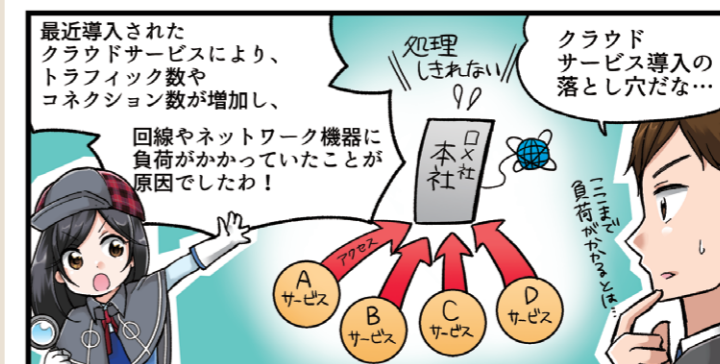 最近導入された
クラウドサービスにより、
トラフィック数や
コネクション数が増加し、
回線やネットワーク機器に
負荷がかかっていたことが
原因でしたわ！
処理
しきれない
ロメ社
本社
アクセス
A
サービス
B
サービス
C
サービス
D
サービス
クラウド
サービス導入の
落とし穴だな…
ここまで
負荷がかかるとは…